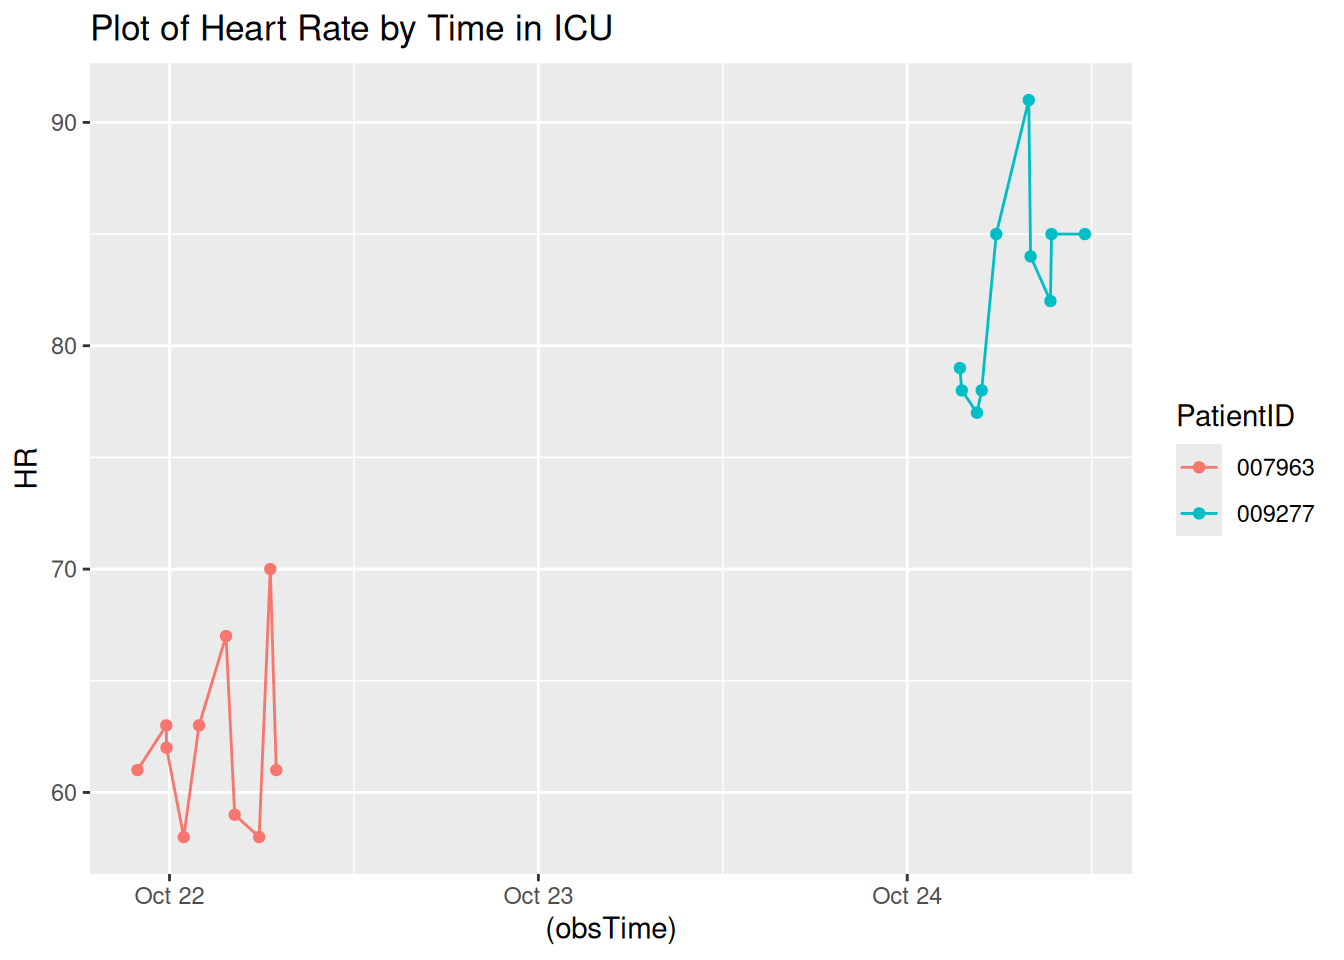 Plot of Heart Rate by Time in ICU
90
80
70
60
HR
Oct 22
Oct 23
Oct 24
(obsTime)
PatientID
007963
009277